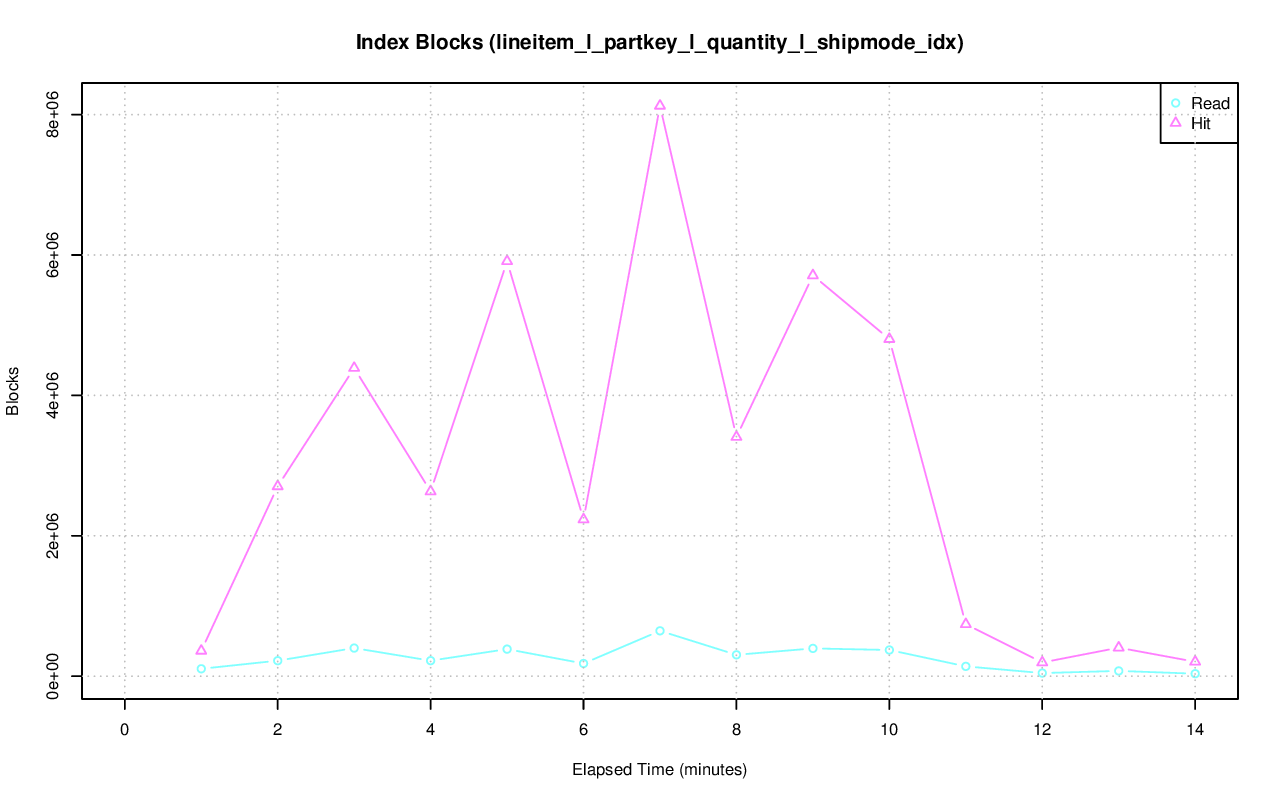 Index Blocks (lineitem_l_partkey_l_quantity_l_shipmode_idx)
Read
Hit
8e+06
6e+06
4e+06
2e+06
0e+00
Blocks
0 2 4 6 8 10 12 14
Elapsed Time (minutes)